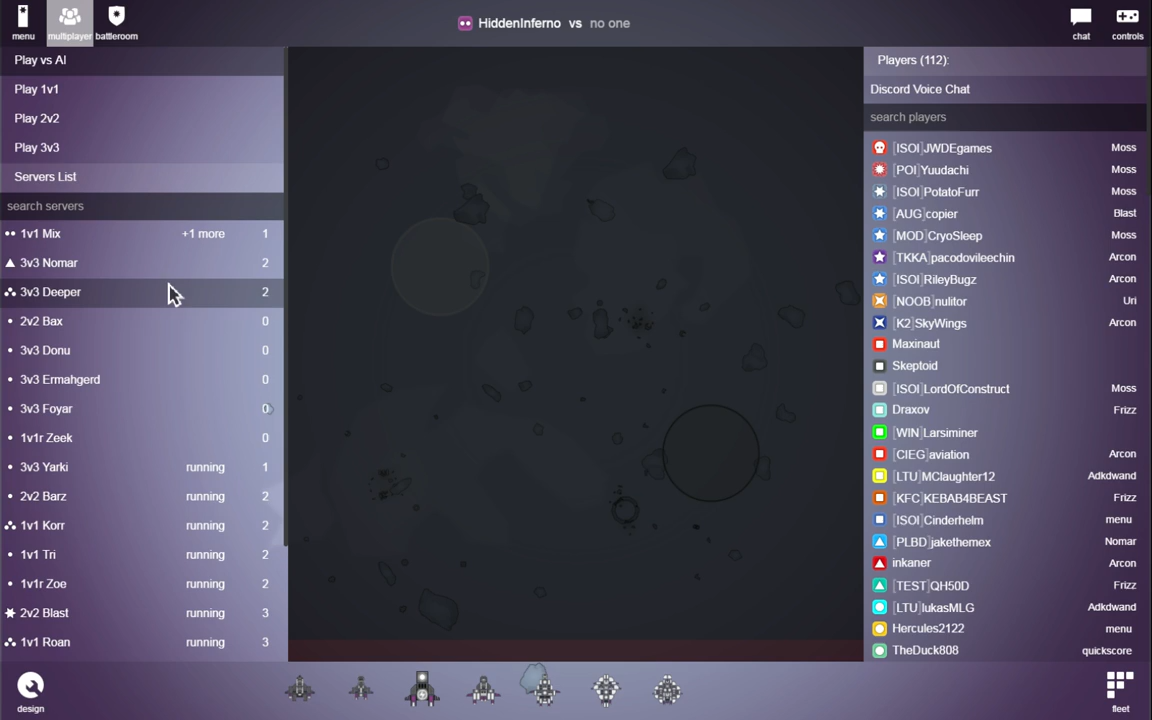 menu
multiplayer
battleroom
HiddenInferno vs no one
chat
controls
Play vs AI
Play 1v1
Play 2v2
Play 3v3
Servers List
search servers
1v1 Mix +1 more 1
3v3 Nomar 2
3v3 Deeper 2
2v2 Bax 0
3v3 Donu 0
3v3 Ermahgerd 0
3v3 Foyar 0
1v1r Zeek 0
3v3 Yarki running 1
2v2 Barz running 2
1v1 Korr running 2
1v1 Tri running 2
1v1r Zoe running 2
2v2 Blast running 3
1v1 Roan running 3
Players (112):
Discord Voice Chat
search players
[ISOI]JWDEgames Moss
[POI]Yuudachi Moss
[ISOI]PotatoFurr Moss
[AUG]copier Blast
[MOD]CryoSleep Moss
[TKKA]pacodovileechin Arcon
[ISOI]RileyBugz Arcon
[NOOB]nulitor Uri
[K2]SkyWings Arcon
Maxinaut
Skeptoid
[ISOI]LordOfConstruct Moss
Draxov Frizz
[WIN]Larsiminer
[CIEG]aviation Arcon
[LTU]MClaughter12 Adkdwand
[KFC]KEBAB4BEAST Frizz
[ISOI]Cinderhelm menu
[PLBD]jakethemex Nomar
inkaner Arcon
[TEST]QH50D Frizz
[LTU]lukasMLG Adkdwand
Hercules2122 menu
TheDuck808 quickscore
design
fleet